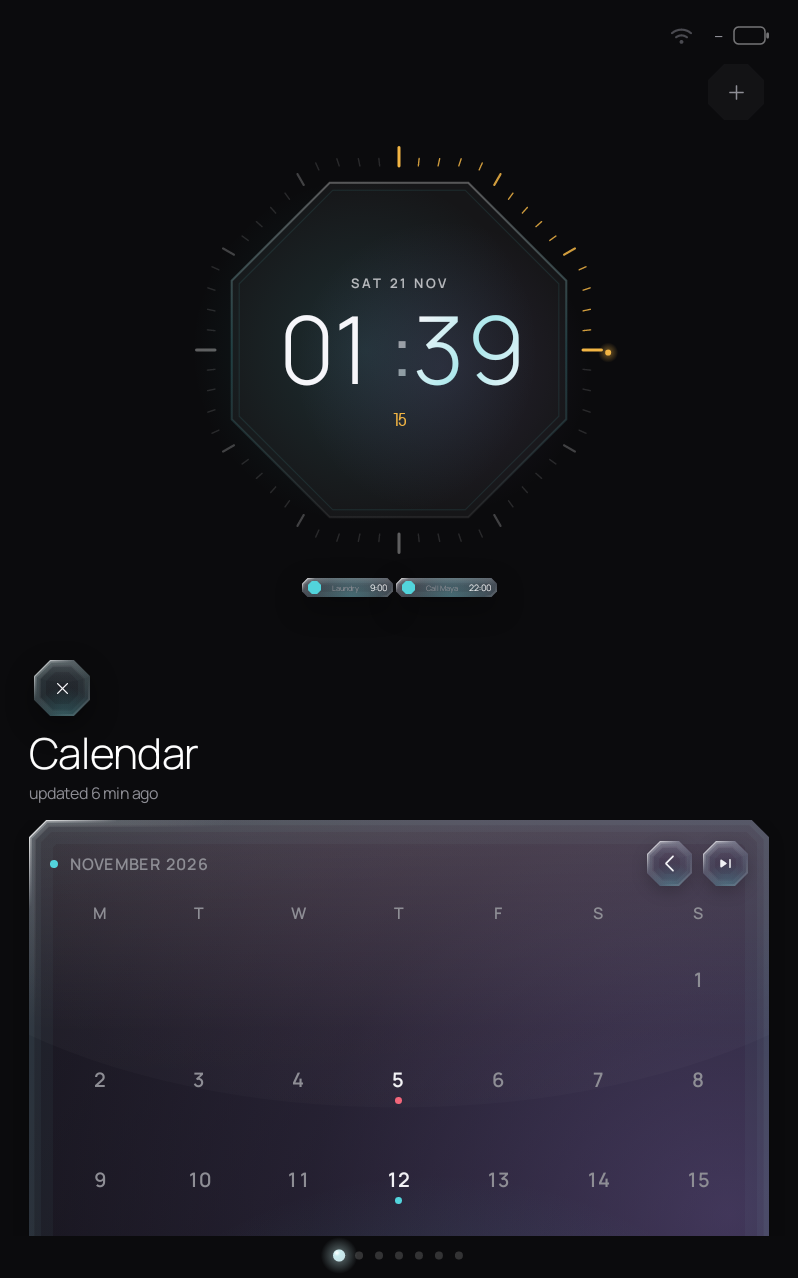 SAT 21 NOV
01:39
15
Laundry 9:00 Call Maya 22:00
Calendar
updated 6 min ago
NOVEMBER 2026
M T W T F S S
1
2 3 4 5 6 7 8
9 10 11 12 13 14 15